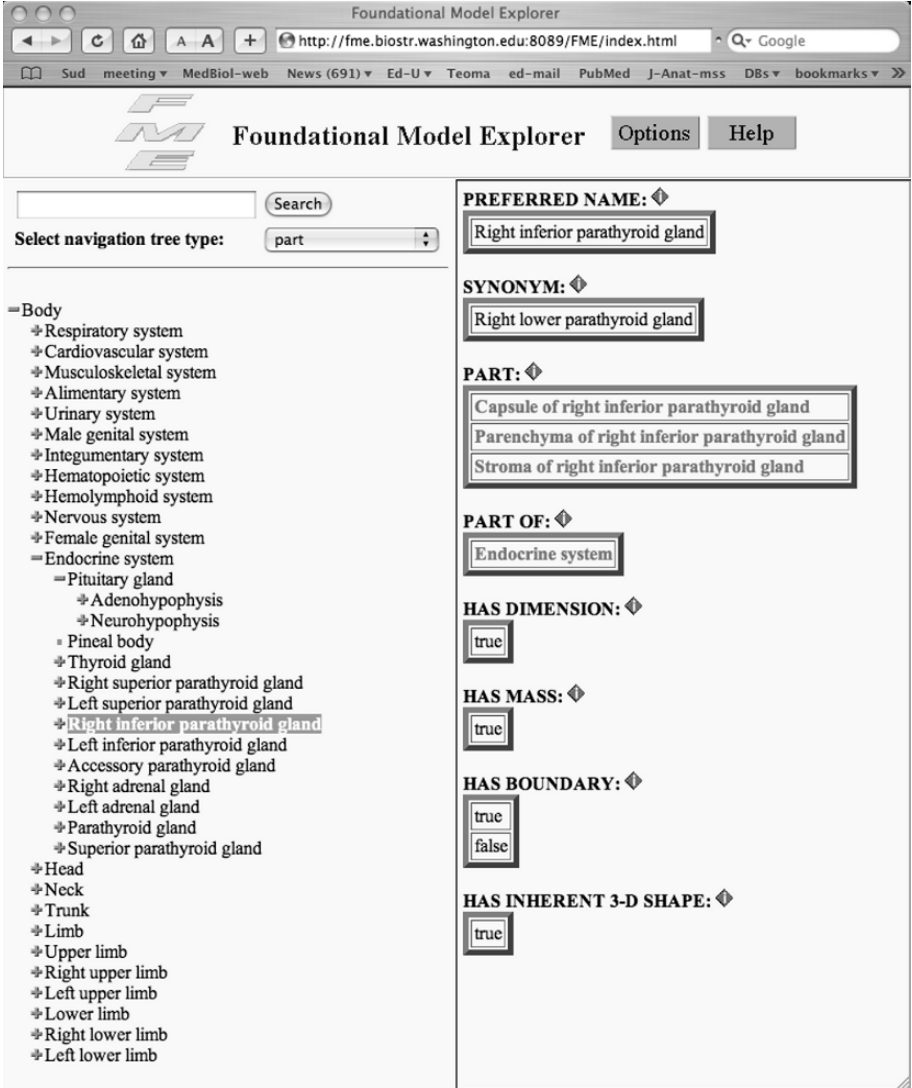 Foundational Model Explorer
A A + http://fme.biostr.washington.edu:8089/FME/index.html Q Google
Sud meeting MedBiol-web News (691) Ed-U Teoma ed-mail PubMed J-Anat-mss DBs bookmarks
FME
Foundational Model Explorer
Options
Help
Search
Select navigation tree type: part
Body
Respiratory system
Cardiovascular system
Musculoskeletal system
Alimentary system
Urinary system
Male genital system
Integumentary system
Hematopoietic system
Hemolymphoid system
Nervous system
Female genital system
Endocrine system
Pituitary gland
Adenohypophysis
Neurohypophysis
Pineal body
Thyroid gland
Right superior parathyroid gland
Left superior parathyroid gland
Right inferior parathyroid gland
Left inferior parathyroid gland
Accessory parathyroid gland
Right adrenal gland
Left adrenal gland
Parathyroid gland
Superior parathyroid gland
Head
Neck
Trunk
Limb
Upper limb
Right upper limb
Left upper limb
Lower limb
Right lower limb
Left lower limb
PREFERRED NAME:
Right inferior parathyroid gland
SYNONYM:
Right lower parathyroid gland
PART:
Capsule of right inferior parathyroid gland
Parenchyma of right inferior parathyroid gland
Stroma of right inferior parathyroid gland
PART OF:
Endocrine system
HAS DIMENSION:
true
HAS MASS:
true
HAS BOUNDARY:
true
false
HAS INHERENT 3-D SHAPE:
true